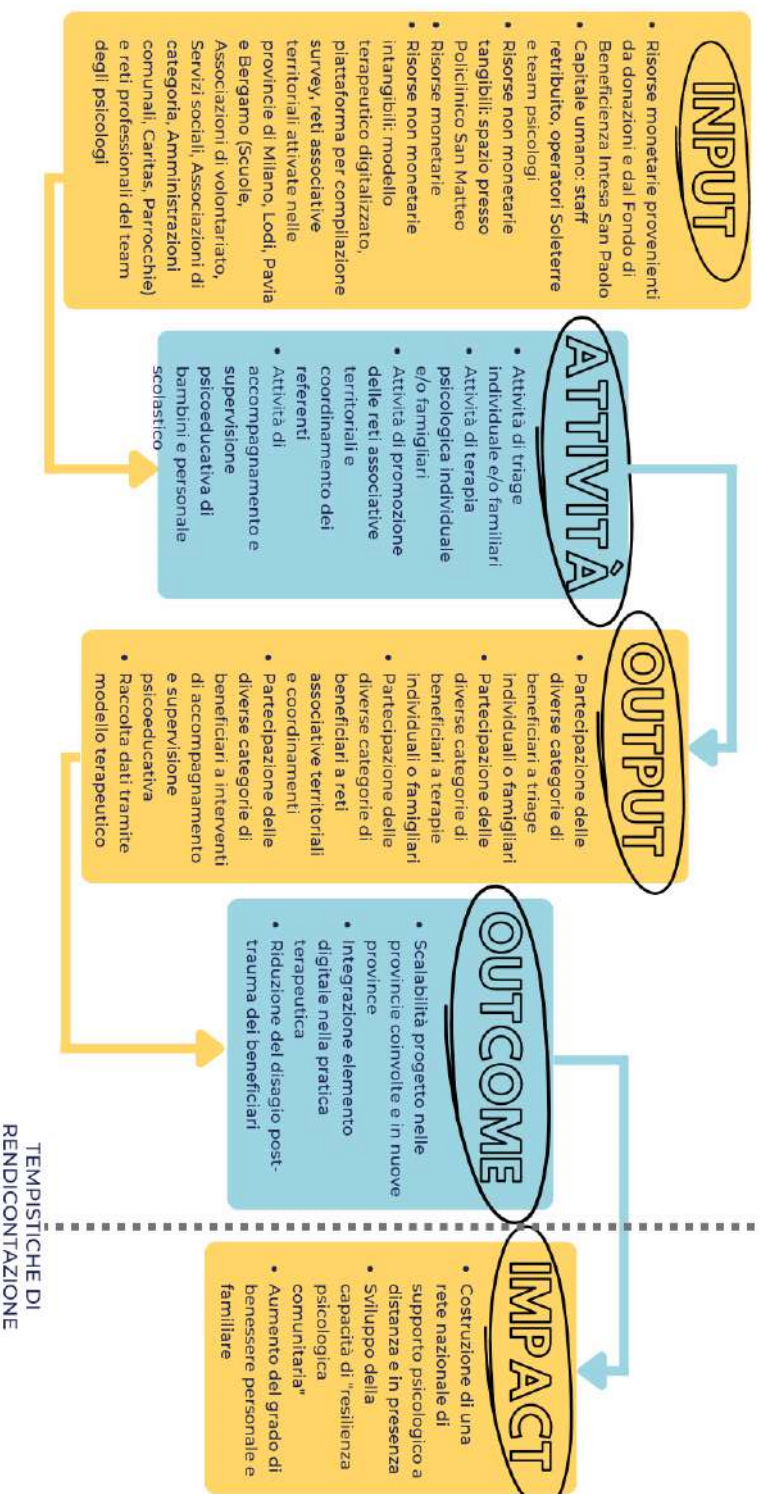 INPUT
• Risorse monetarie provenienti
da donazioni e dal Fondo di
Beneficienza Intesa San Paolo
• Capitale umano: staff
retribuito, operatori Soleterre
e team psicologi
• Risorse non monetarie
tangibili: spazio presso
Policlinico San Matteo
• Risorse monetarie
• Risorse non monetarie
intangibili: modello
terapeutico digitalizzato,
piattaforma per compilazione
survey, reti associative
territoriali attivate nelle
provincie di Milano, Lodi, Pavia
e Bergamo (Scuole,
Associazioni di volontariato,
Servizi sociali, Associazioni di
categoria, Amministrazioni
comunali, Caritas, Parrocchie)
e reti professionali del team
degli psicologi
ATTIVITÀ
• Attività di triage
individuale e/o familiari
• Attività di terapia
psicologica individuale
e/o famigliari
• Attività di promozione
delle reti associative
territoriali e
coordinamento dei
referenti
• Attività di
accompagnamento e
supervisione
psicoeducativa di
bambini e personale
scolastico
OUTPUT
• Partecipazione delle
diverse categorie di
beneficiari a triage
individuali o famigliari
• Partecipazione delle
diverse categorie di
beneficiari a terapie
individuali o famigliari
• Partecipazione delle
diverse categorie di
beneficiari a reti
associative territoriali
e coordinamenti
• Partecipazione delle
diverse categorie di
beneficiari a interventi
di accompagnamento
e supervisione
psicoeducativa
• Raccolta dati tramite
modello terapeutico
OUTCOME
• Scalabilità progetto nelle
provincie coinvolte e in nuove
province
• Integrazione elemento
digitale nella pratica
terapeutica
• Riduzione del disagio post-
trauma dei beneficiari
IMPACT
• Costruzione di una
rete nazionale di
supporto psicologico a
distanza e in presenza
• Sviluppo della
capacità di "resilienza
psicologica
comunitaria"
• Aumento del grado di
benessere personale e
familiare
TEMPISTICHE DI
RENDICONTAZIONE